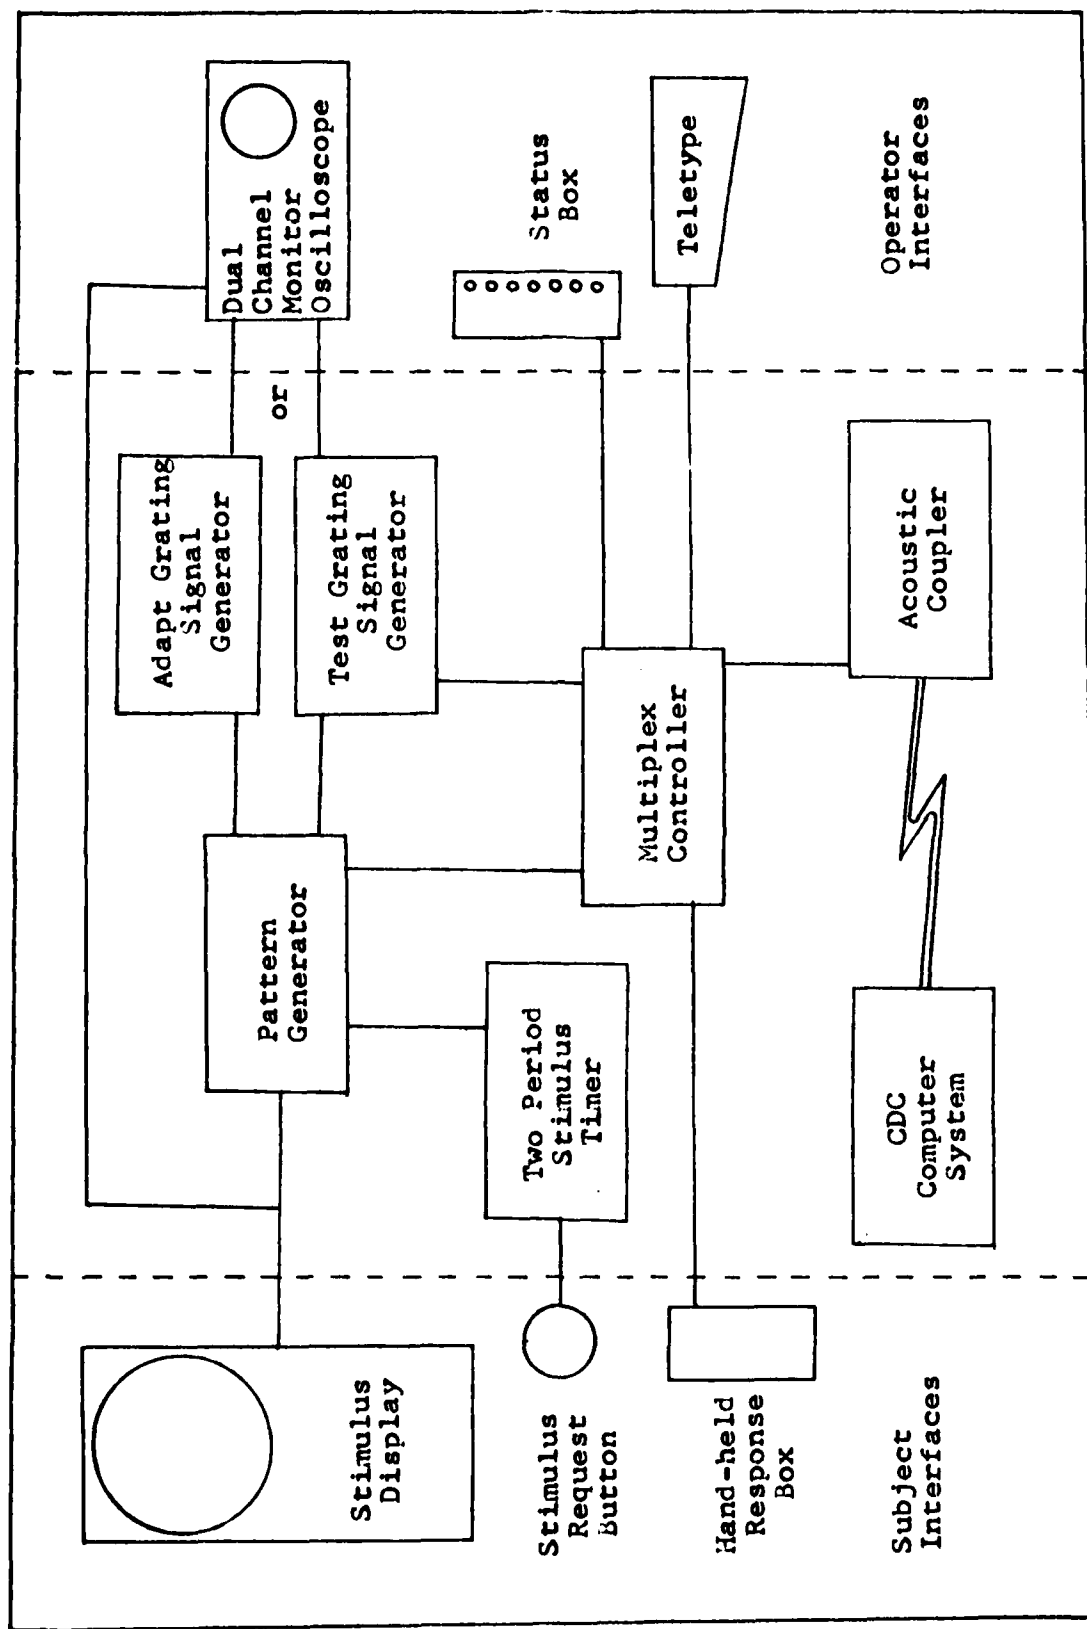 Stimulus
Display
Stimulus
Request
Button
Hand-held
Response
Box
Subject
Interfaces
Pattern
Generator
Two Period
Stimulus
Timer
CDC
Computer
System
Adapt Grating
Signal
Generator
or
Test Grating
Signal
Generator
Multiplex
Controller
Acoustic
Coupler
Dual
Channel
Monitor
Oscilloscope
Status
Box
Teletype
Operator
Interfaces